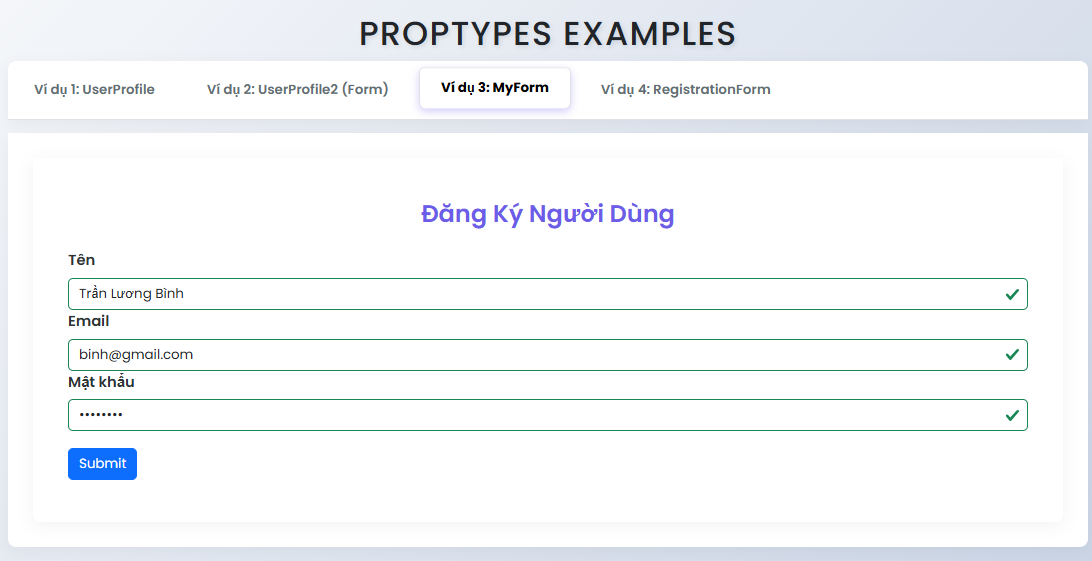 PROPTYPES EXAMPLES
Ví dụ 1: UserProfile
Ví dụ 2: UserProfile2 (Form)
Ví dụ 3: MyForm
Ví dụ 4: RegistrationForm
Đăng Ký Người Dùng
Tên
Trần Lương Bình
Email
binh@gmail.com
Mật khẩu
••••••••
Submit